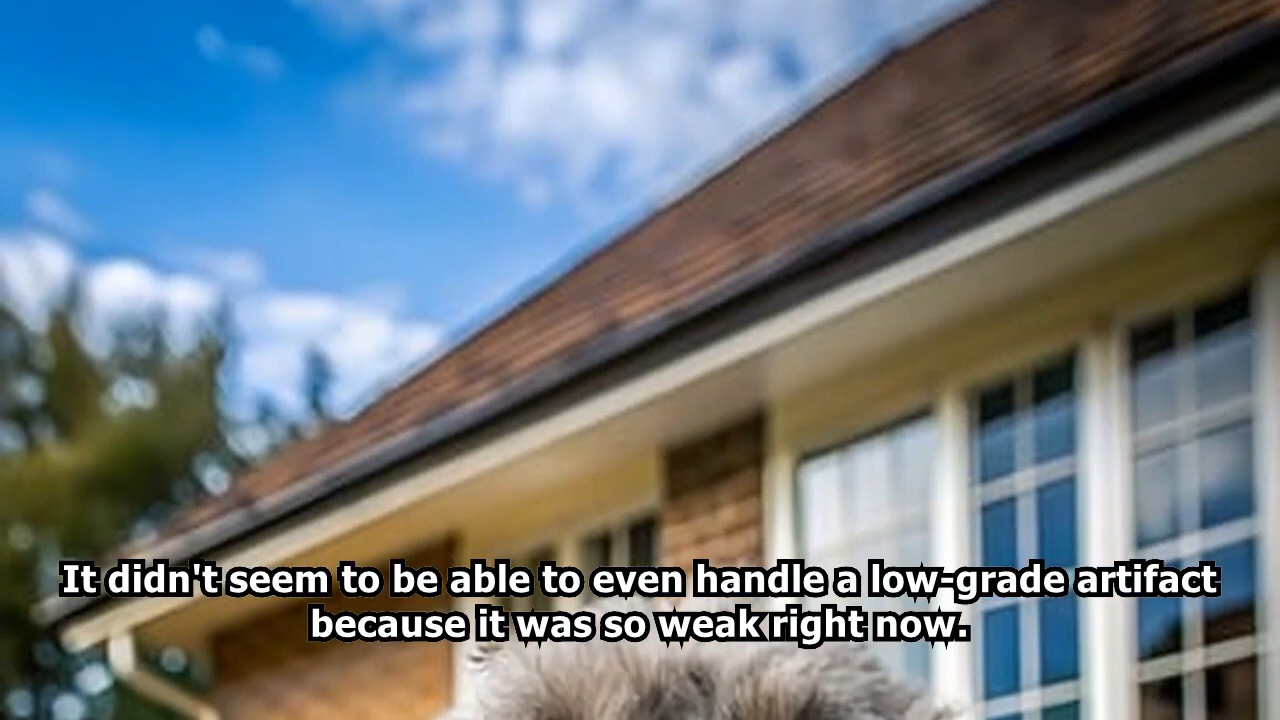 It didn't seem to be able to even handle a low-grade artifact
because it was so weak right now.